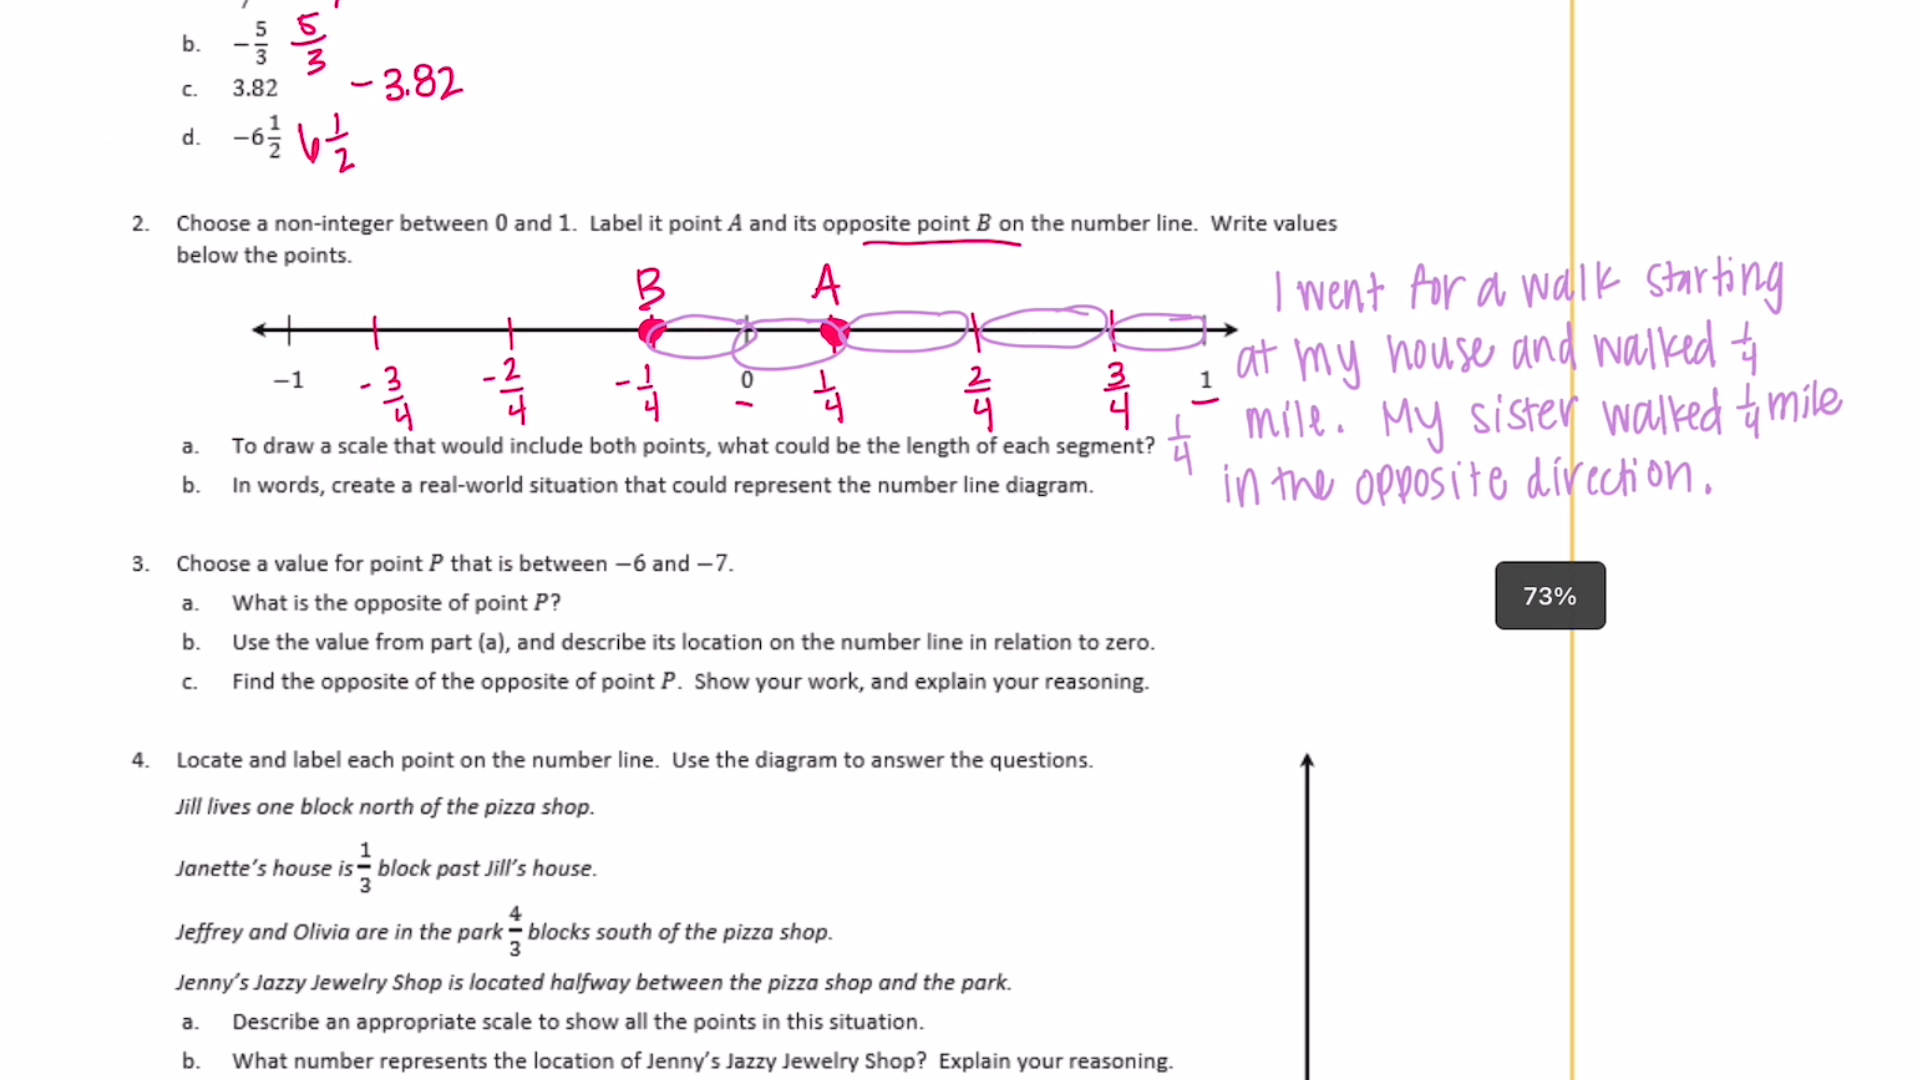 b. −5/3 5/3
c. 3.82 −3.82
d. −6 1/2 6 1/2
2. Choose a non-integer between 0 and 1. Label it point A and its opposite point B on the number line. Write values
below the points.
B A
−1 −3/4 −2/4 −1/4 0 1/4 2/4 3/4 1
I went for a walk starting
at my house and walked 1/4
mile. My sister walked 1/4 mile
in the opposite direction.
a. To draw a scale that would include both points, what could be the length of each segment? 1/4
b. In words, create a real-world situation that could represent the number line diagram.
3. Choose a value for point P that is between −6 and −7.
73%
a. What is the opposite of point P?
b. Use the value from part (a), and describe its location on the number line in relation to zero.
c. Find the opposite of the opposite of point P. Show your work, and explain your reasoning.
4. Locate and label each point on the number line. Use the diagram to answer the questions.
Jill lives one block north of the pizza shop.
Janette's house is 1/3 block past Jill's house.
Jeffrey and Olivia are in the park 4/3 blocks south of the pizza shop.
Jenny's Jazzy Jewelry Shop is located halfway between the pizza shop and the park.
a. Describe an appropriate scale to show all the points in this situation.
b. What number represents the location of Jenny's Jazzy Jewelry Shop? Explain your reasoning.